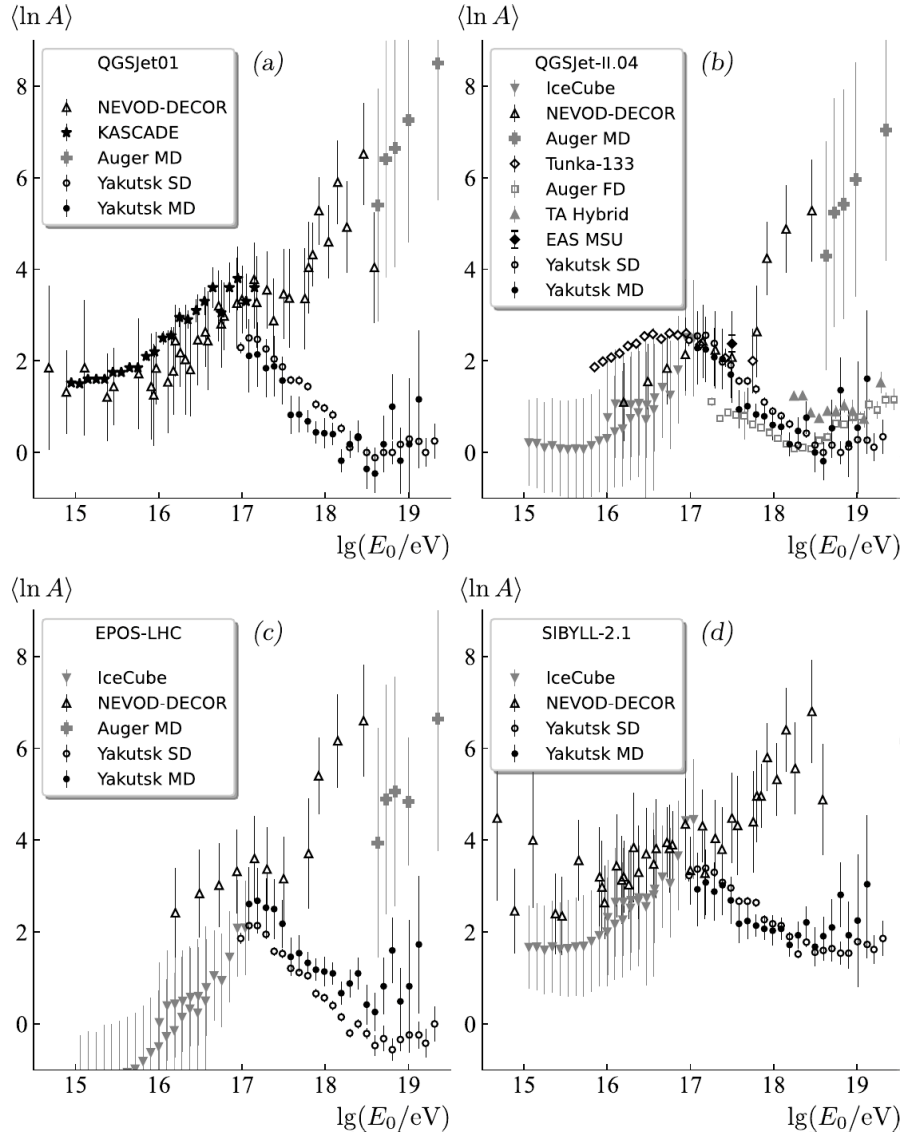 ⟨ln A⟩
⟨ln A⟩
QGSJet01
NEVOD-DECOR
KASCADE
Auger MD
Yakutsk SD
Yakutsk MD
(a)
8
6
4
2
0
15 16 17 18 19
lg(E₀/eV)
QGSJet-II.04
IceCube
NEVOD-DECOR
Auger MD
Tunka-133
Auger FD
TA Hybrid
EAS MSU
Yakutsk SD
Yakutsk MD
(b)
8
6
4
2
0
15 16 17 18 19
lg(E₀/eV)
⟨ln A⟩
⟨ln A⟩
EPOS-LHC
IceCube
NEVOD-DECOR
Auger MD
Yakutsk SD
Yakutsk MD
(c)
8
6
4
2
0
15 16 17 18 19
lg(E₀/eV)
SIBYLL-2.1
IceCube
NEVOD-DECOR
Yakutsk SD
Yakutsk MD
(d)
8
6
4
2
0
15 16 17 18 19
lg(E₀/eV)